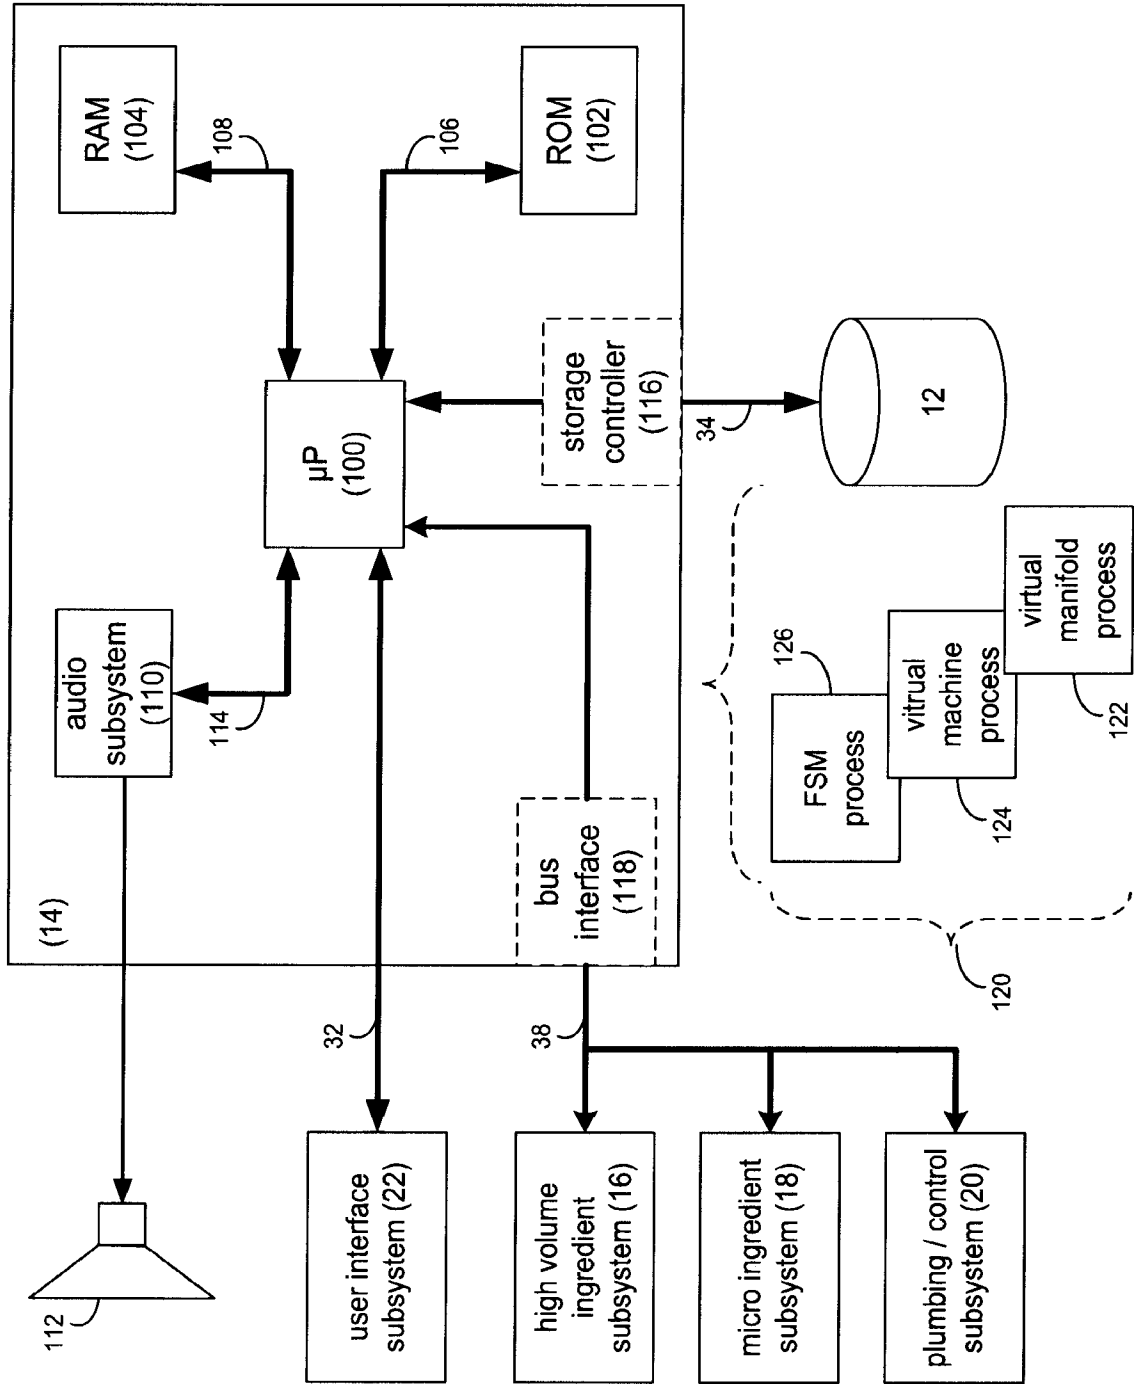 (14)
RAM
(104)
108
ROM
(102)
106
µP
(100)
audio
subsystem
(110)
114
112
storage
controller
(116)
34
12
bus
interface
(118)
32
38
user interface
subsystem (22)
high volume
ingredient
subsystem (16)
micro ingredient
subsystem (18)
plumbing / control
subsystem (20)
FSM
process
126
vitrual
machine
process
124
virtual
manifold
process
122
120